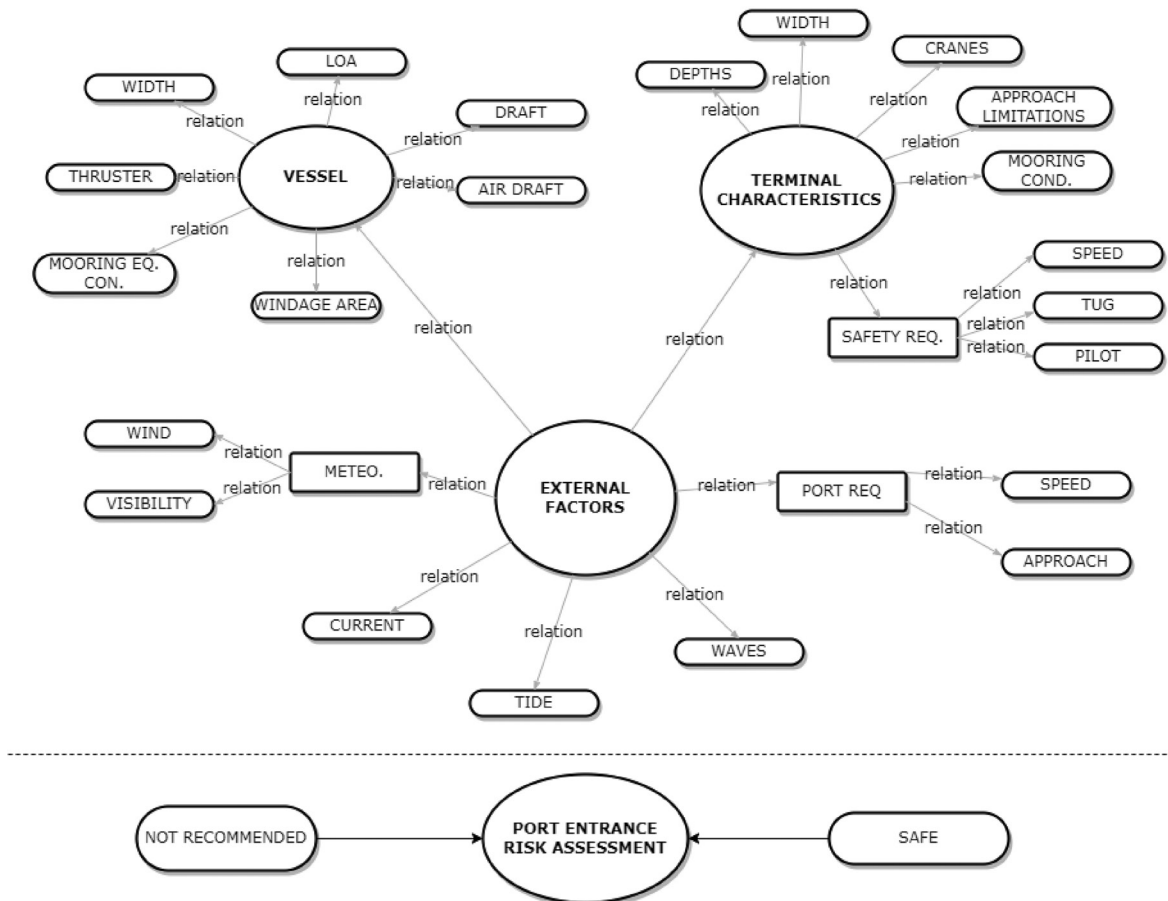 WIDTH
LOA
CRANES
DEPTHS
WIDTH
relation
relation
relation
relation
relation
DRAFT
APPROACH
LIMITATIONS
relation
relation
relation
THRUSTER
relation
VESSEL
relation
AIR DRAFT
TERMINAL
CHARACTERISTICS
relation
MOORING
COND.
relation
MOORING EQ.
CON.
relation
WINDAGE AREA
relation
SPEED
relation
relation
TUG
SAFETY REQ.
relation
PILOT
relation
relation
WIND
relation
METEO.
relation
VISIBILITY
relation
EXTERNAL
FACTORS
relation
PORT REQ
relation
SPEED
relation
APPROACH
relation
CURRENT
relation
TIDE
relation
WAVES
NOT RECOMMENDED
PORT ENTRANCE
RISK ASSESSMENT
SAFE